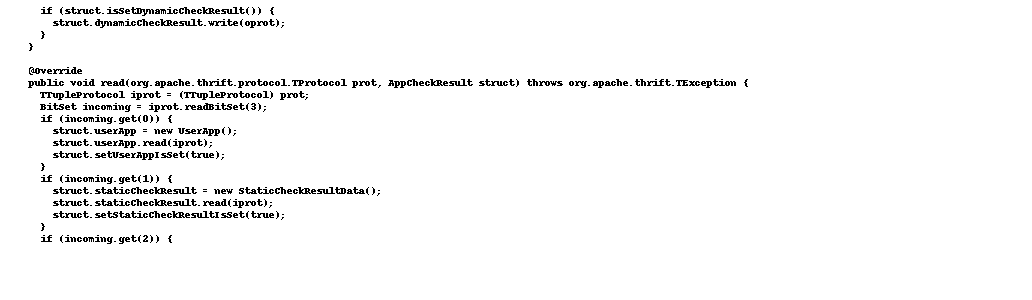 if (struct.isSetDynamicCheckResult()) {
struct.dynamicCheckResult.write(oprot);
}
}
@Override
public void read(org.apache.thrift.protocol.TProtocol prot, AppCheckResult struct) throws org.apache.thrift.TException {
TTupleProtocol iprot = (TTupleProtocol) prot;
BitSet incoming = iprot.readBitSet(3);
if (incoming.get(0)) {
struct.userApp = new UserApp();
struct.userApp.read(iprot);
struct.setUserAppIsSet(true);
}
if (incoming.get(1)) {
struct.staticCheckResult = new StaticCheckResultData();
struct.staticCheckResult.read(iprot);
struct.setStaticCheckResultIsSet(true);
}
if (incoming.get(2)) {